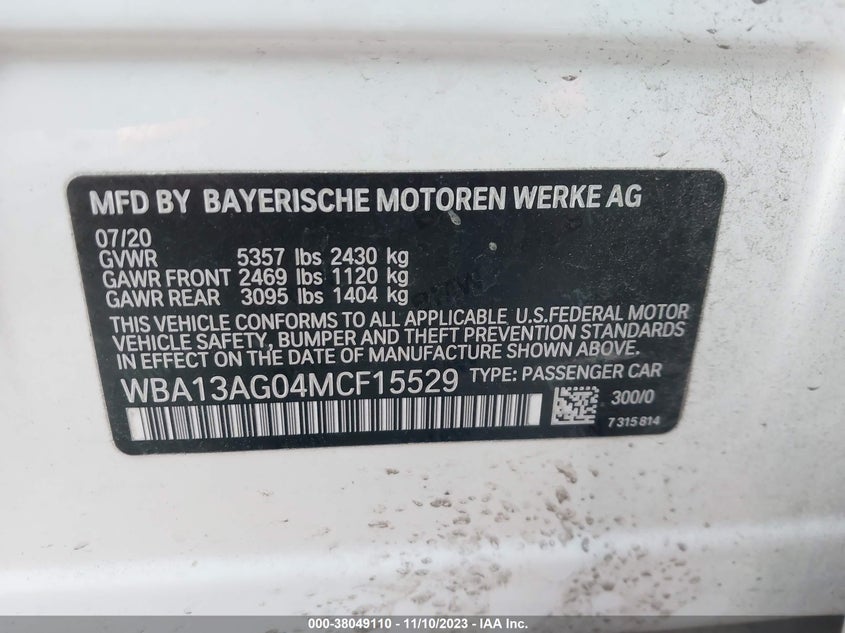 MFD BY BAYERISCHE MOTOREN WERKE AG
07/20
GVWR 5357 lbs 2430 kg
GAWR FRONT 2469 lbs 1120 kg
GAWR REAR 3095 lbs 1404 kg
THIS VEHICLE CONFORMS TO ALL APPLICABLE U.S.FEDERAL MOTOR
VEHICLE SAFETY, BUMPER AND THEFT PREVENTION STANDARDS
IN EFFECT ON THE DATE OF MANUFACTURE SHOWN ABOVE.
WBA13AG04MCF15529 TYPE: PASSENGER CAR
300/0
7315814
000-38049110 - 11/10/2023 - IAA Inc.